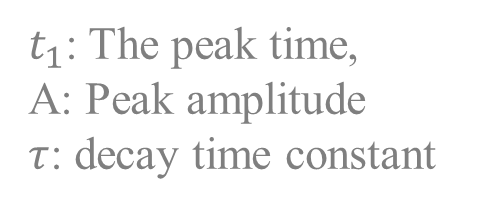 t₁: The peak time,
A: Peak amplitude
τ: decay time constant